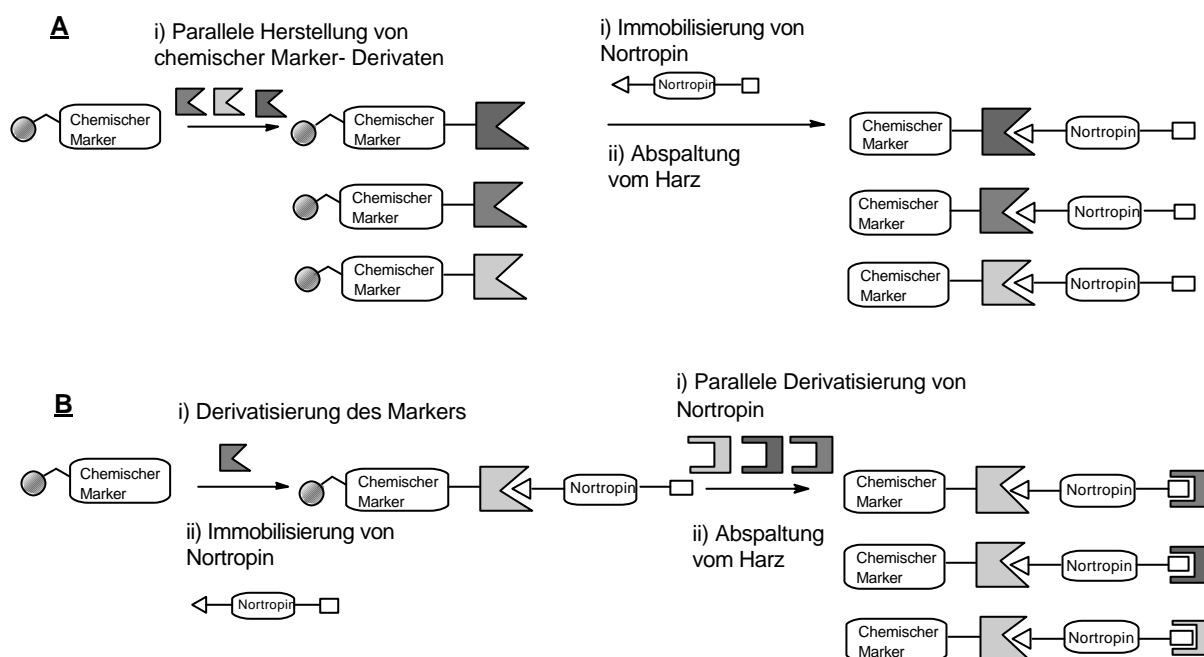 A
i) Parallele Herstellung von
chemischer Marker- Derivaten
i) Immobilisierung von
Nortropin
Nortropin
Chemischer
Marker
Chemischer
Marker
ii) Abspaltung
vom Harz
Chemischer
Marker
Nortropin
Chemischer
Marker
Chemischer
Marker
Nortropin
Chemischer
Marker
Chemischer
Marker
Nortropin
B
i) Derivatisierung des Markers
i) Parallele Derivatisierung von
Nortropin
Chemischer
Marker
Chemischer
Marker
Nortropin
Chemischer
Marker
Nortropin
ii) Immobilisierung von
Nortropin
ii) Abspaltung
vom Harz
Nortropin
Chemischer
Marker
Nortropin
Chemischer
Marker
Nortropin